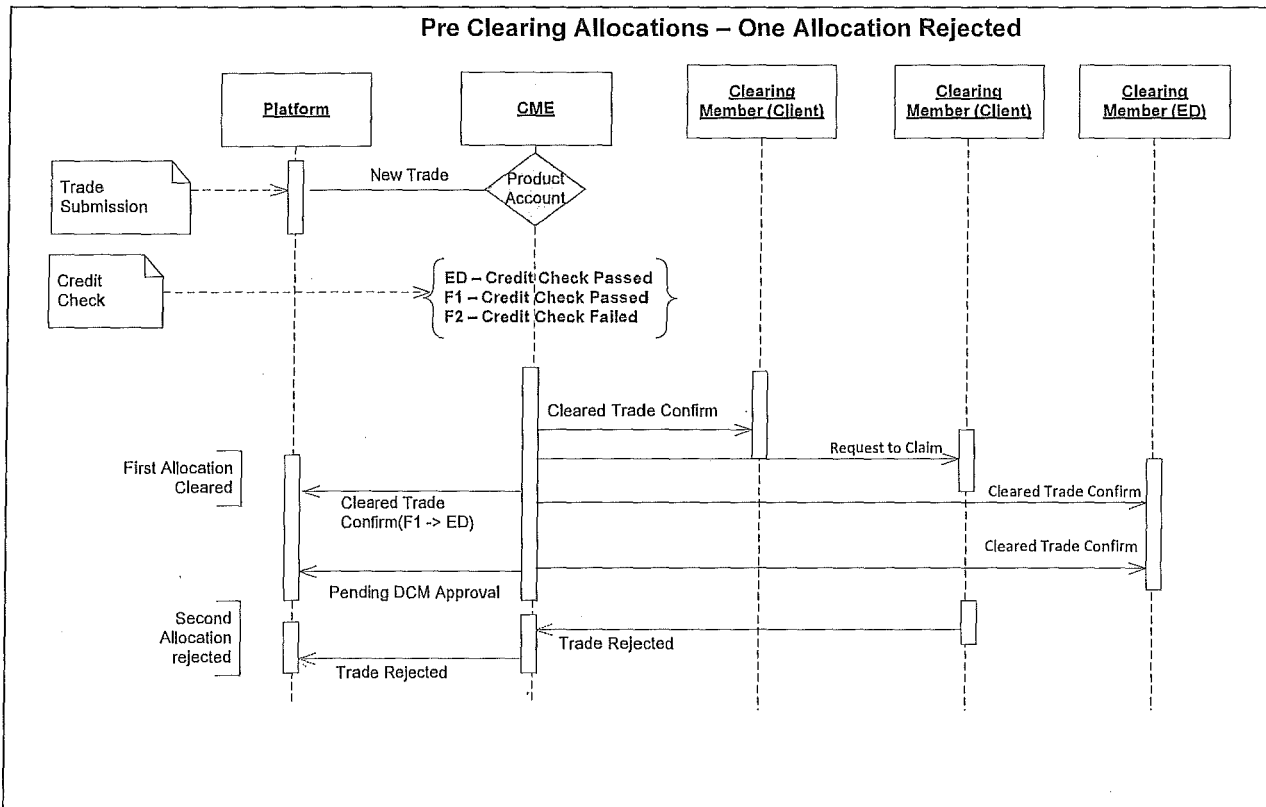 Pre Clearing Allocations – One Allocation Rejected
Platform
CME
Clearing
Member (Client)
Clearing
Member (Client)
Clearing
Member (ED)
Trade
Submission
New Trade
Product
Account
Credit
Check
ED – Credit Check Passed
F1 – Credit Check Passed
F2 – Credit Check Failed
Cleared Trade Confirm
Request to Claim
First Allocation
Cleared
Cleared Trade
Confirm(F1 -> ED)
Cleared Trade Confirm
Cleared Trade Confirm
Pending DCM Approval
Second
Allocation
rejected
Trade Rejected
Trade Rejected